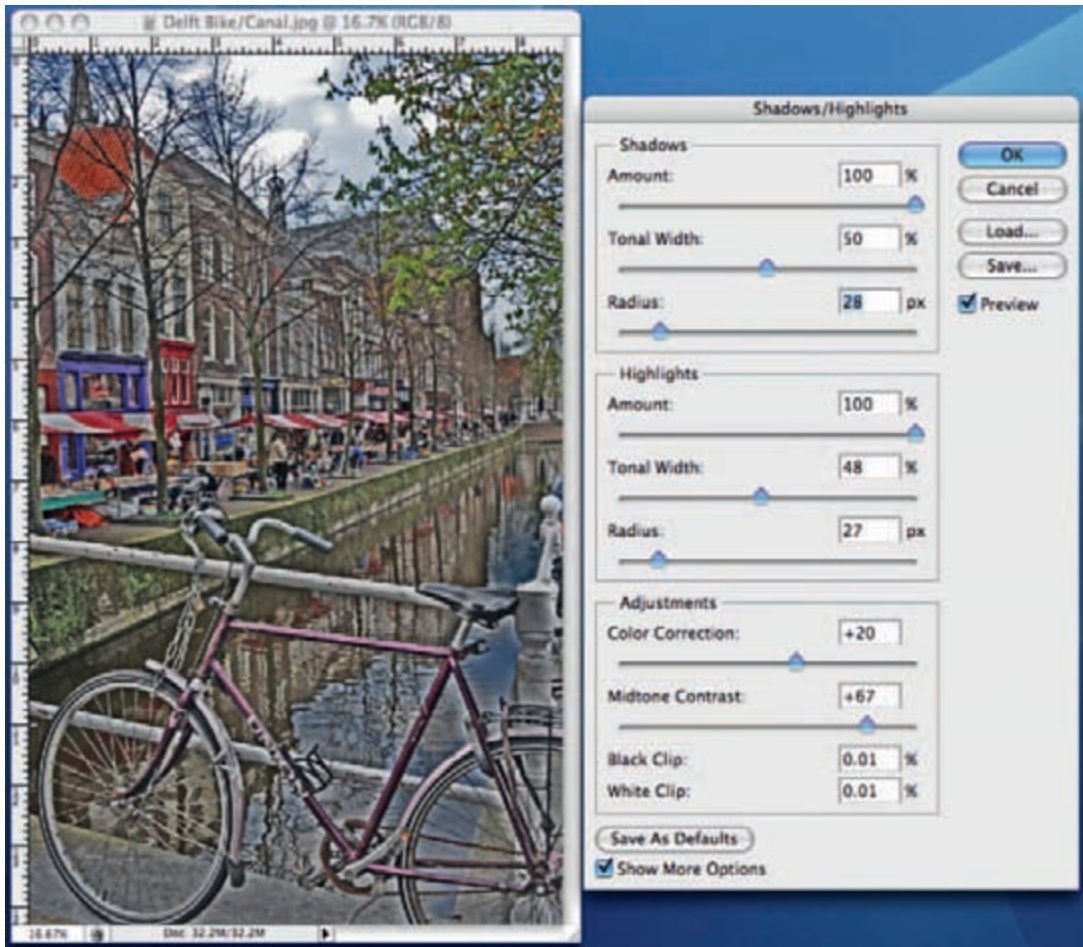 Delft Bike/Canal.jpg @ 16.7% (RGB/8)
16.67%
Doc: 32.2M/32.2M
Shadows/Highlights
Shadows
Amount: 100 %
Tonal Width: 50 %
Radius: 28 px
Highlights
Amount: 100 %
Tonal Width: 48 %
Radius: 27 px
Adjustments
Color Correction: +20
Midtone Contrast: +67
Black Clip: 0.01 %
White Clip: 0.01 %
Save As Defaults
Show More Options
OK
Cancel
Load...
Save...
Preview